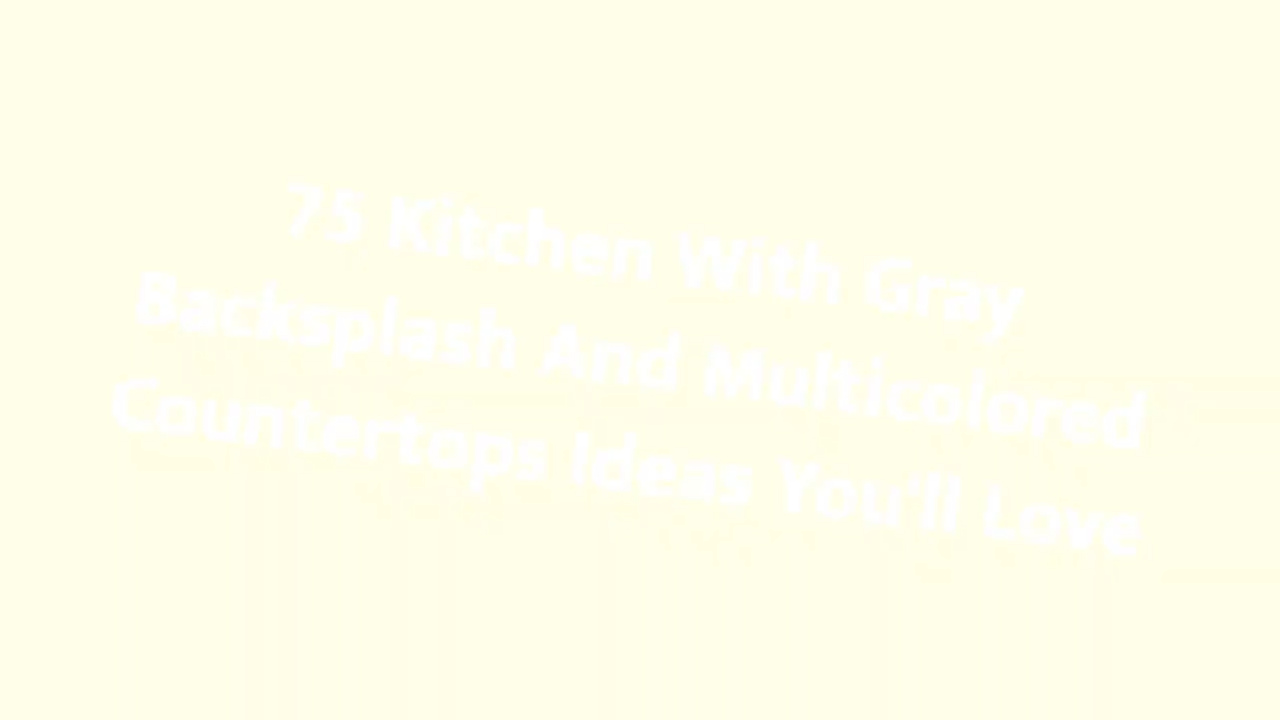 75 Kitchen With Gray
Backsplash And Multicolored
Countertops Ideas You'll Love